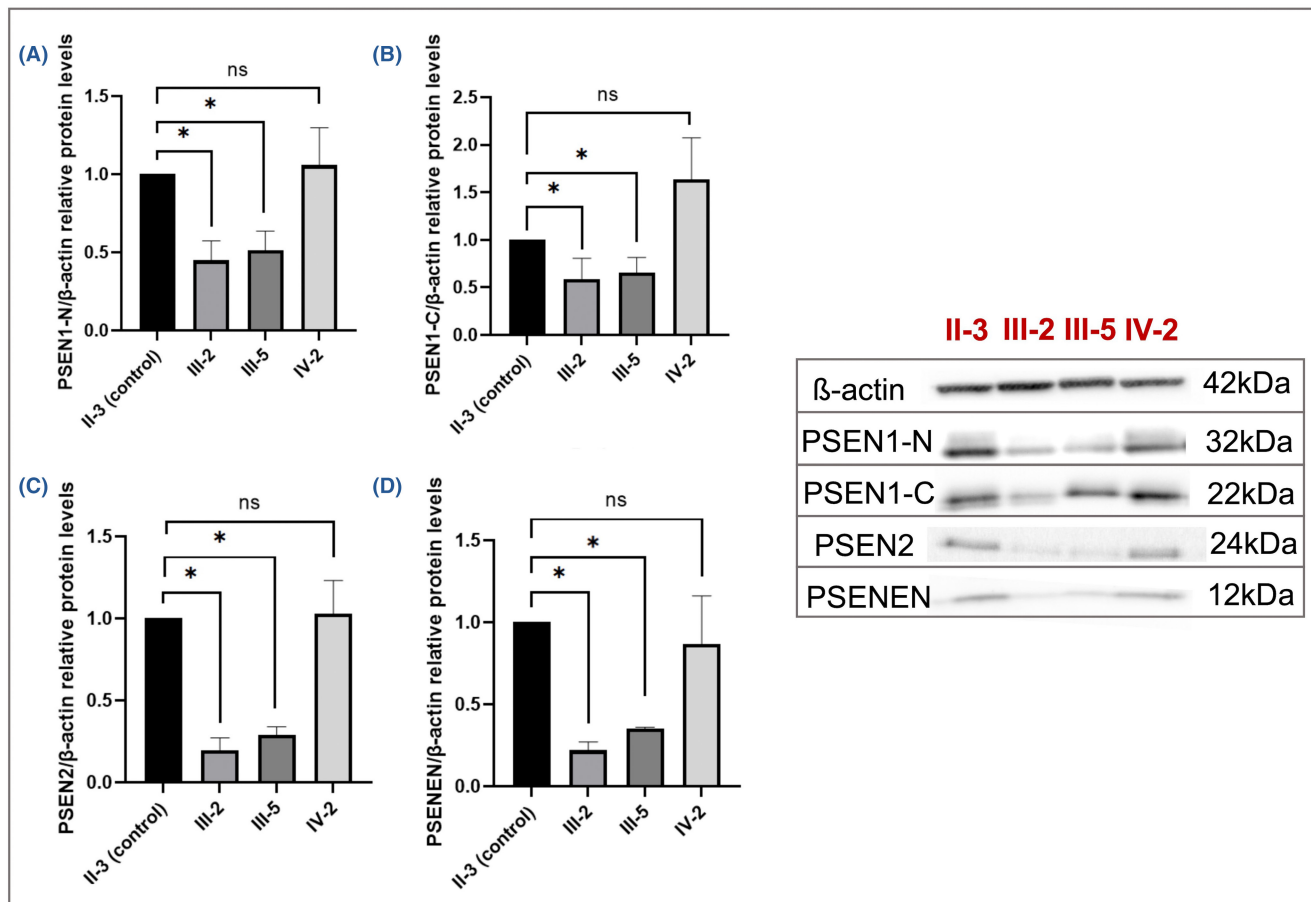 (A)
PSEN1-N/β-actin relative protein levels
1.5
1.0
0.5
0.0
ns
*
*
II-3 (control)
III-2
III-5
IV-2
(B)
PSEN1-C/β-actin relative protein levels
2.5
2.0
1.5
1.0
0.5
0.0
ns
*
*
II-3 (control)
III-2
III-5
IV-2
(C)
PSEN2/β-actin relative protein levels
1.5
1.0
0.5
0.0
ns
*
*
II-3 (control)
III-2
III-5
IV-2
(D)
PSENEN/β-actin relative protein levels
1.5
1.0
0.5
0.0
ns
*
*
II-3 (control)
III-2
III-5
IV-2
II-3 III-2 III-5 IV-2
ß-actin 42kDa
PSEN1-N 32kDa
PSEN1-C 22kDa
PSEN2 24kDa
PSENEN 12kDa